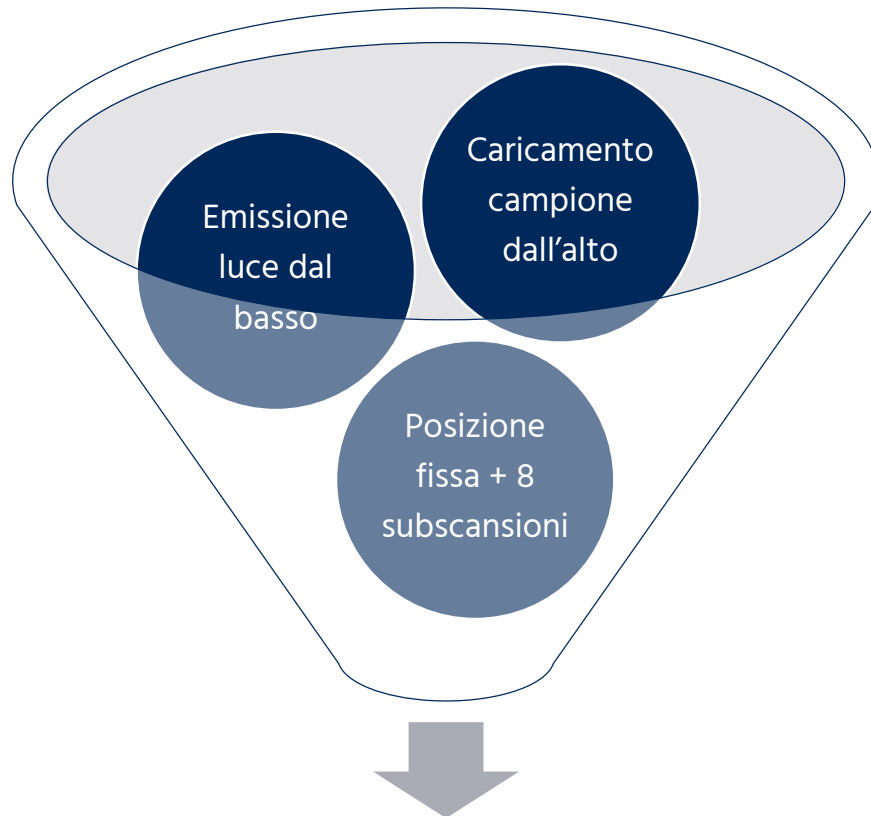 Caricamento
campione
dall’alto
Emissione
luce dal
basso
Posizione
fissa + 8
subscansioni